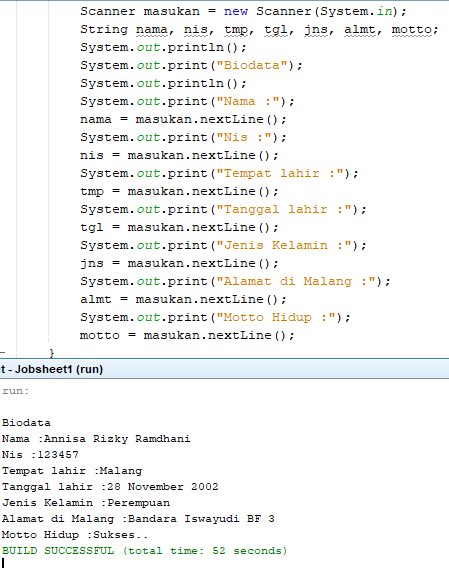 Scanner masukan = new Scanner(System.in);
String nama, nis, tmp, tgl, jns, almt, motto;
System.out.println();
System.out.print("Biodata");
System.out.println();
System.out.print("Nama :");
nama = masukan.nextLine();
System.out.print("Nis :");
nis = masukan.nextLine();
System.out.print("Tempat lahir :");
tmp = masukan.nextLine();
System.out.print("Tanggal lahir :");
tgl = masukan.nextLine();
System.out.print("Jenis Kelamin :");
jns = masukan.nextLine();
System.out.print("Alamat di Malang :");
almt = masukan.nextLine();
System.out.print("Motto Hidup :");
motto = masukan.nextLine();
}
t - Jobsheet1 (run)
run:
Biodata
Nama :Annisa Rizky Ramdhani
Nis :123457
Tempat lahir :Malang
Tanggal lahir :28 November 2002
Jenis Kelamin :Perempuan
Alamat di Malang :Bandara Iswayudi BF 3
Motto Hidup :Sukses..
BUILD SUCCESSFUL (total time: 52 seconds)